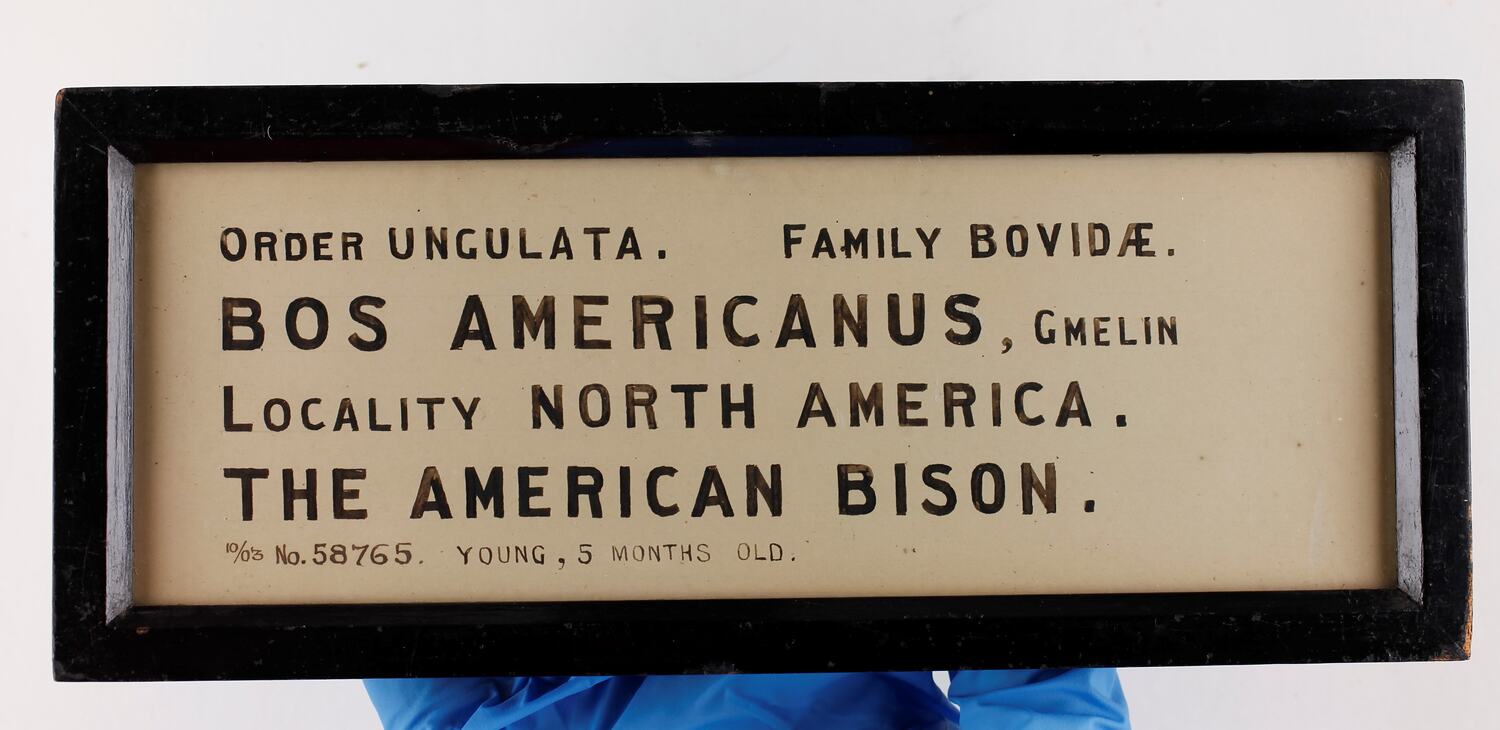 ORDER UNGULATA. FAMILY BOVIDÆ.
BOS AMERICANUS, GMELIN
LOCALITY NORTH AMERICA.
THE AMERICAN BISON.
10/03 No. 58765. YOUNG, 5 MONTHS OLD.